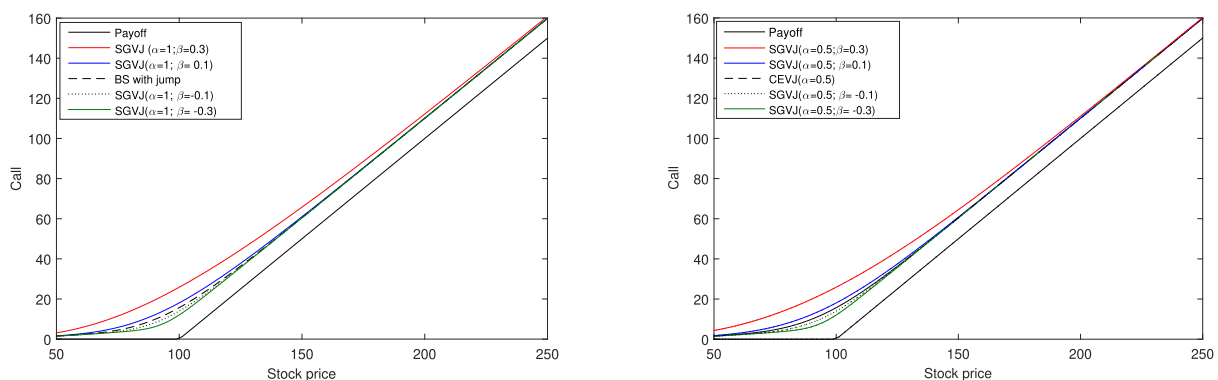 160
140
120
100
80
60
40
20
0
Call
Payoff
SGVJ (α=1;β=0.3)
SGVJ(α=1; β= 0.1)
BS with jump
SGVJ(α=1; β=-0.1)
SGVJ(α=1; β= -0.3)
50 100 150 200 250
Stock price
160
140
120
100
80
60
40
20
0
Call
Payoff
SGVJ(α=0.5;β=0.3)
SGVJ(α=0.5; β=0.1)
CEVJ(α=0.5)
SGVJ(α=0.5; β= -0.1)
SGVJ(α=0.5;β= -0.3)
50 100 150 200 250
Stock price